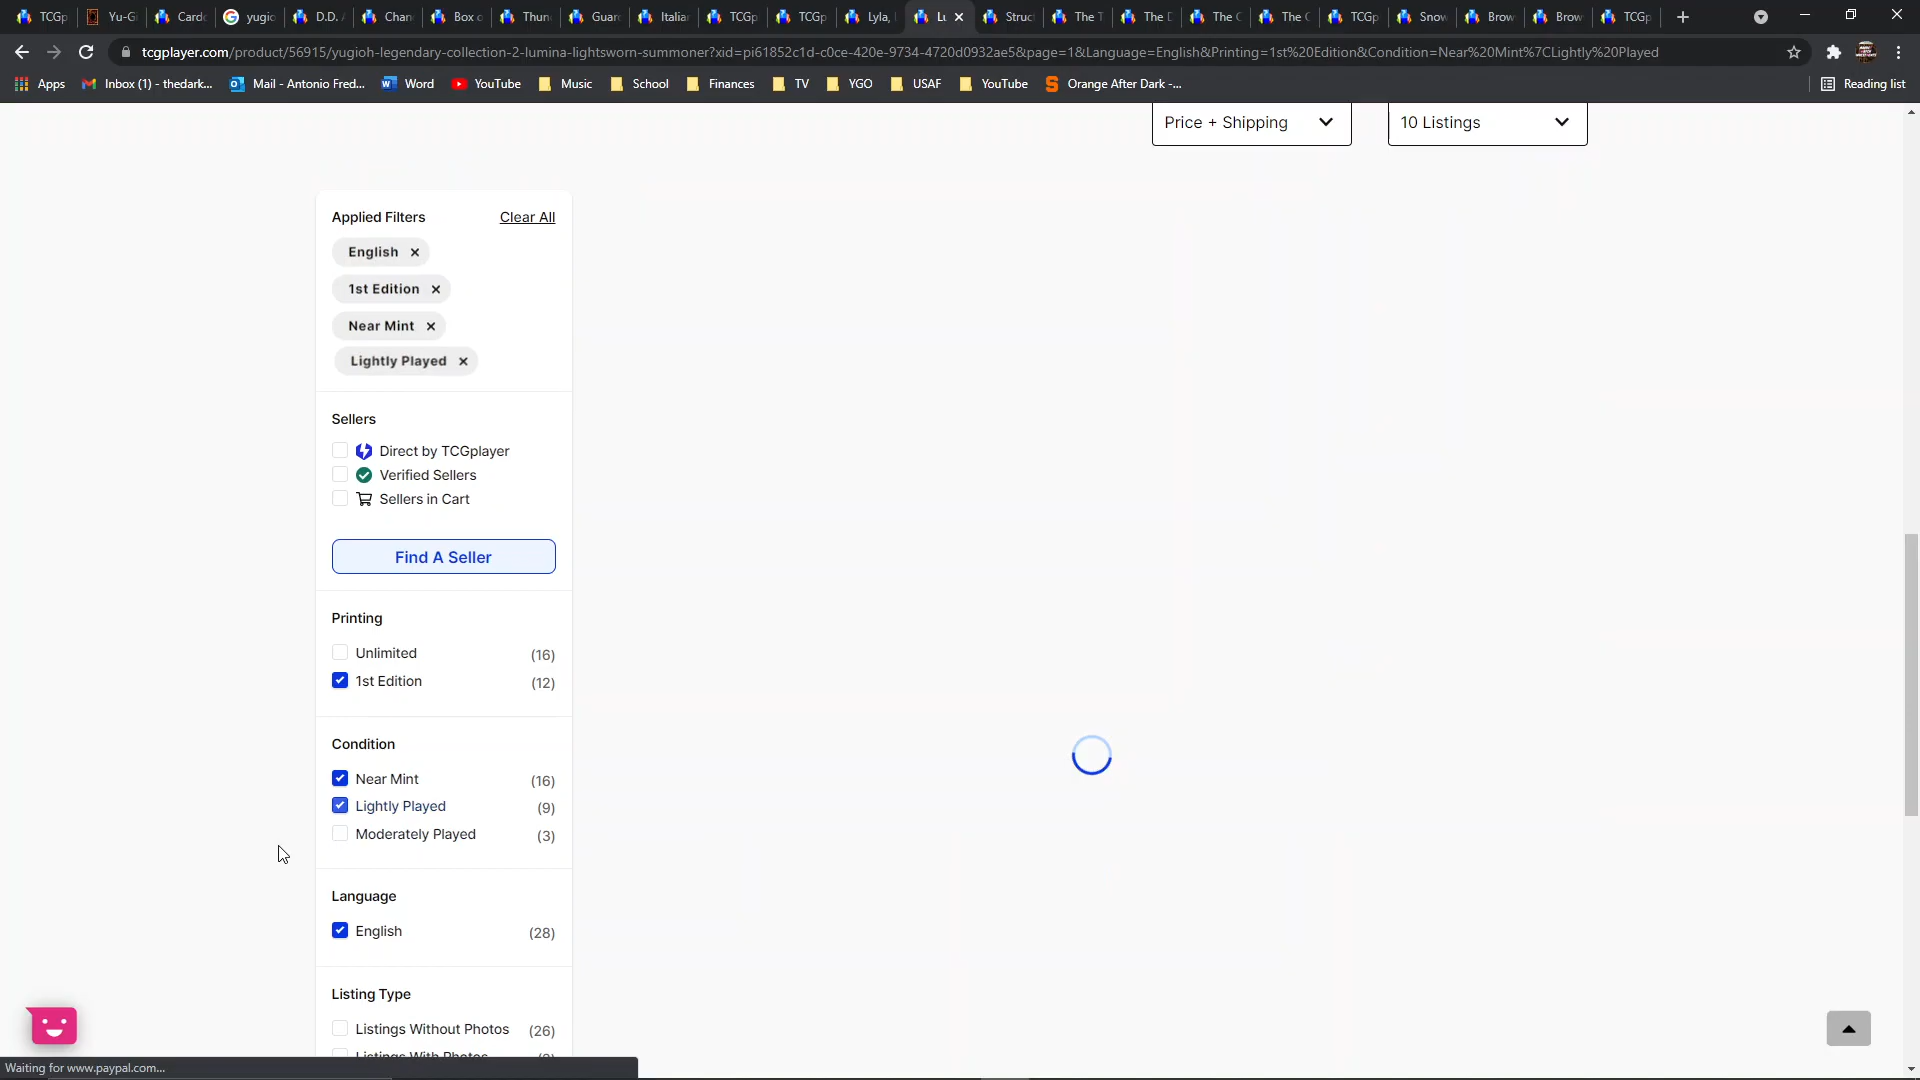 TCGp Yu-Gi Cardc yugio D.D. Chan Box o Thun Guar Italian TCGp TCGp Lyla, Lu Struct The T The D The C The C TCGp Snow Brow Brow TCGp
tcgplayer.com/product/56915/yugioh-legendary-collection-2-lumina-lightsworn-summoner?xid=pi61852c1d-c0ce-420e-9734-4720d0932ae5&page=1&Language=English&Printing=1st%20Edition&Condition=Near%20Mint%7CLightly%20Played
Apps Inbox (1) - thedark... Mail - Antonio Fred... Word YouTube Music School Finances TV YGO USAF YouTube Orange After Dark -... Reading list
Price + Shipping 10 Listings
Applied Filters Clear All
English
1st Edition
Near Mint
Lightly Played
Sellers
Direct by TCGplayer
Verified Sellers
Sellers in Cart
Find A Seller
Printing
Unlimited (16)
1st Edition (12)
Condition
Near Mint (16)
Lightly Played (9)
Moderately Played (3)
Language
English (28)
Listing Type
Listings Without Photos (26)
Listings With Photos
Waiting for www.paypal.com...